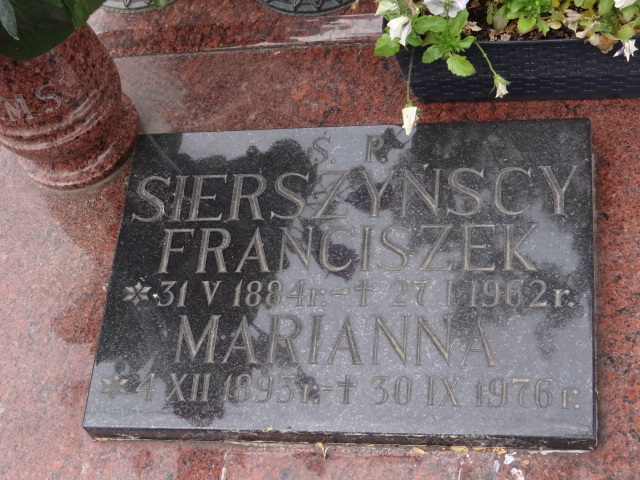 M S
S. P.
SIERSZYNSCY
FRANCISZEK
* 31 V 1884 r. – † 27 I 1962 r.
MARIANNA
* 4 XII 1893 r. – † 30 IX 1976 r.